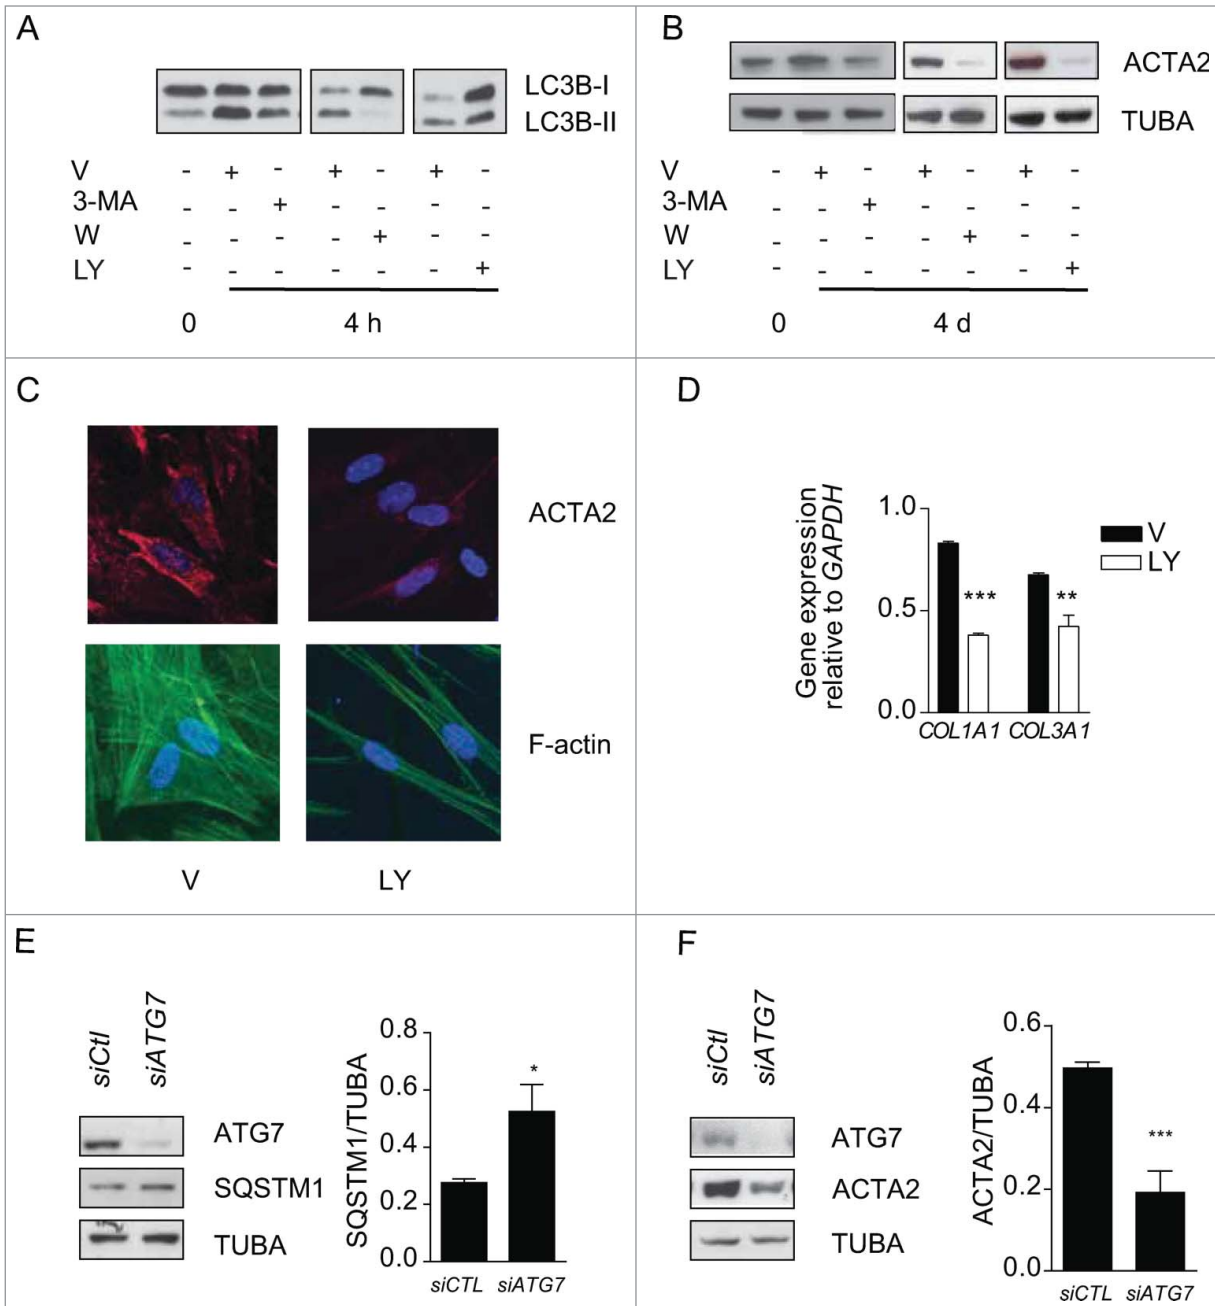 A
LC3B-I
LC3B-II
V - + - + - + -
3-MA - - + - - - -
W - - - - + - -
LY - - - - - - +
0 4 h
B
ACTA2
TUBA
V - + - + - + -
3-MA - - + - - - -
W - - - - + - -
LY - - - - - - +
0 4 d
C
ACTA2
F-actin
V LY
D
Gene expression
relative to GAPDH
1.0
0.5
0.0
*** **
V
LY
COL1A1 COL3A1
E
siCtl siATG7
ATG7
SQSTM1
TUBA
SQSTM1/TUBA
0.8
0.6
0.4
0.2
0.0
*
siCTL siATG7
F
siCtl siATG7
ATG7
ACTA2
TUBA
ACTA2/TUBA
0.6
0.4
0.2
0.0
***
siCTL siATG7